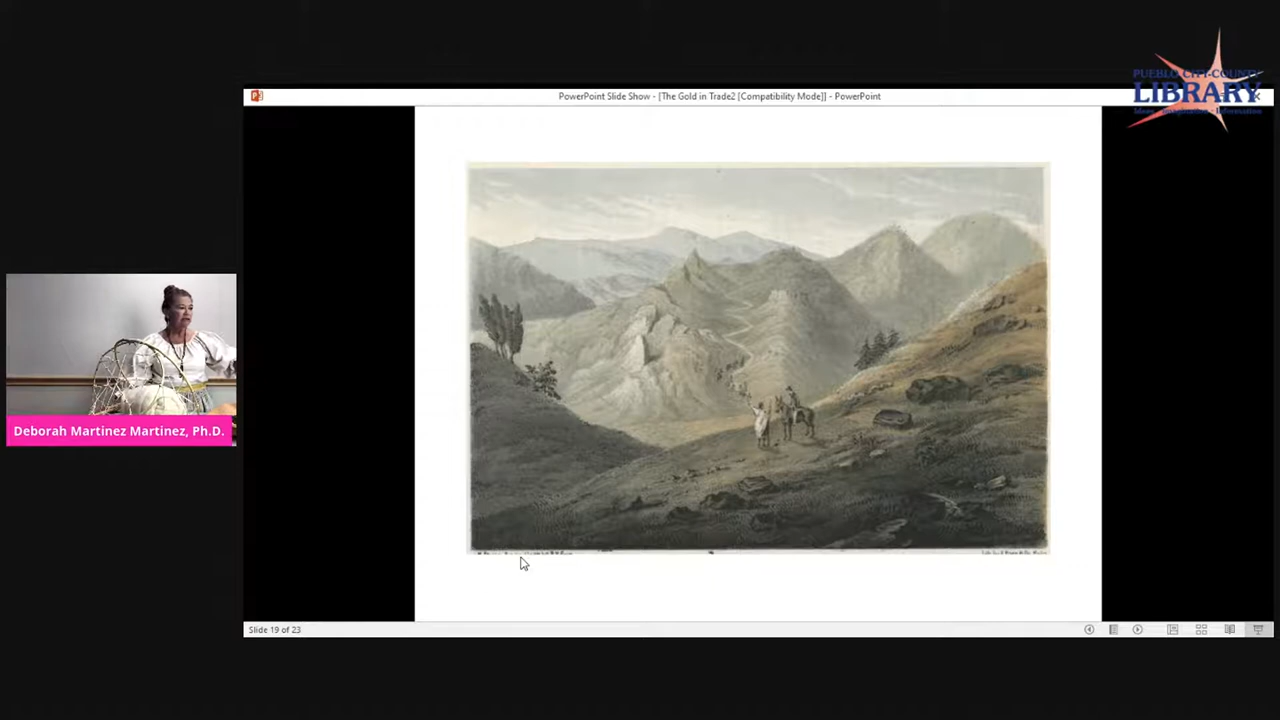 PUEBLO CITY-COUNTY
LIBRARY
PowerPoint Slide Show - [The Gold in Trade2 [Compatibility Mode]] - PowerPoint
Deborah Martinez Martinez, Ph.D.
Slide 19 of 23